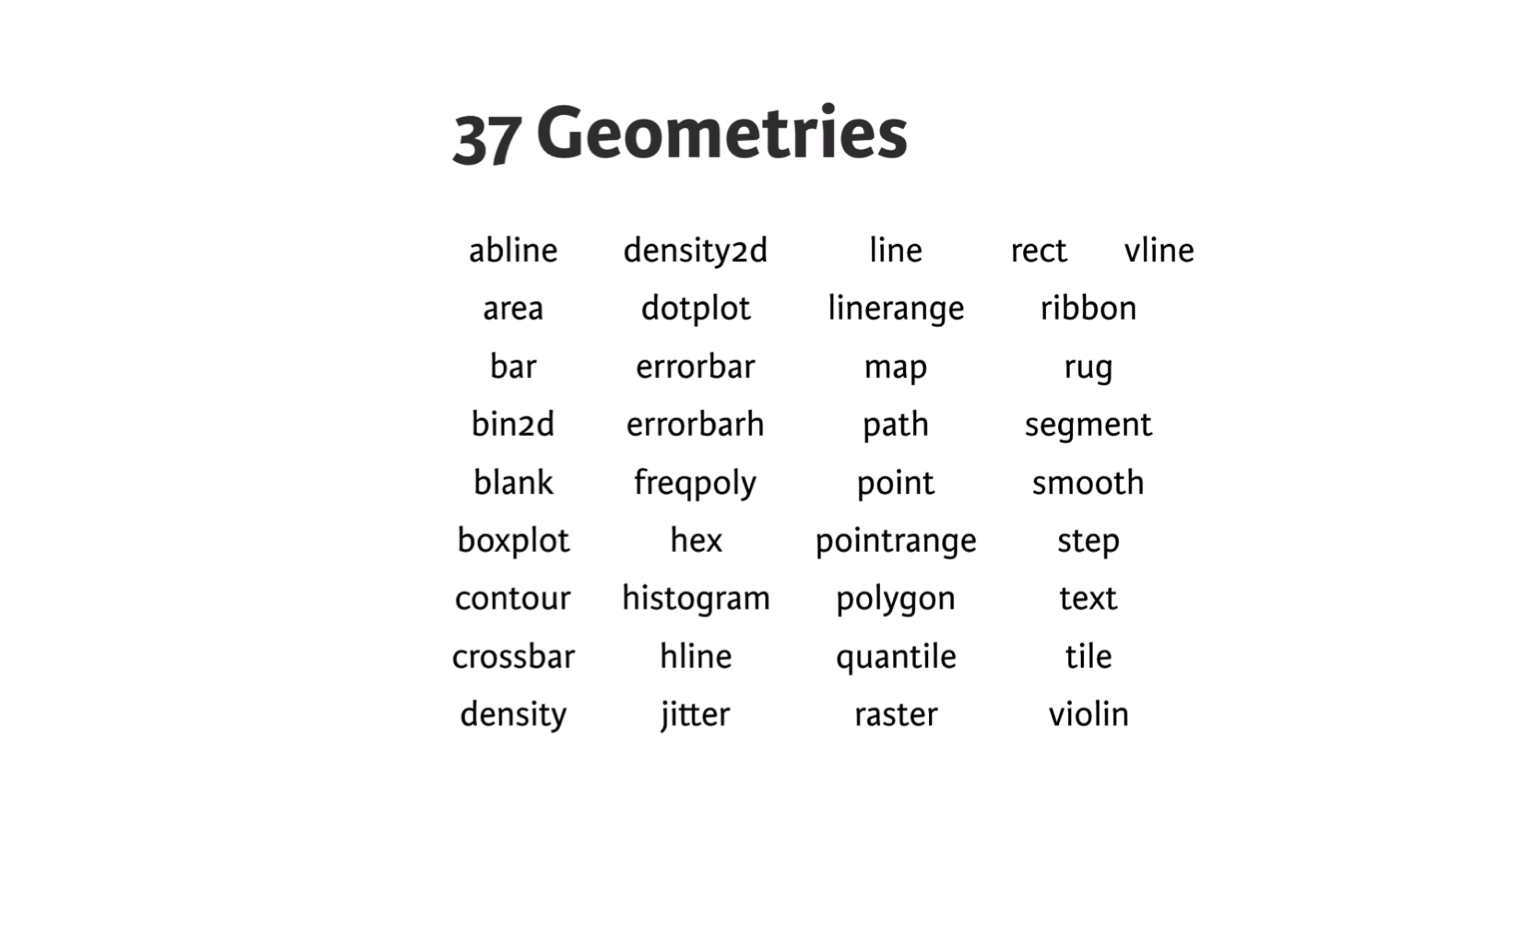 37 Geometries
abline density2d line rect vline
area dotplot linerange ribbon
bar errorbar map rug
bin2d errorbarh path segment
blank freqpoly point smooth
boxplot hex pointrange step
contour histogram polygon text
crossbar hline quantile tile
density jitter raster violin